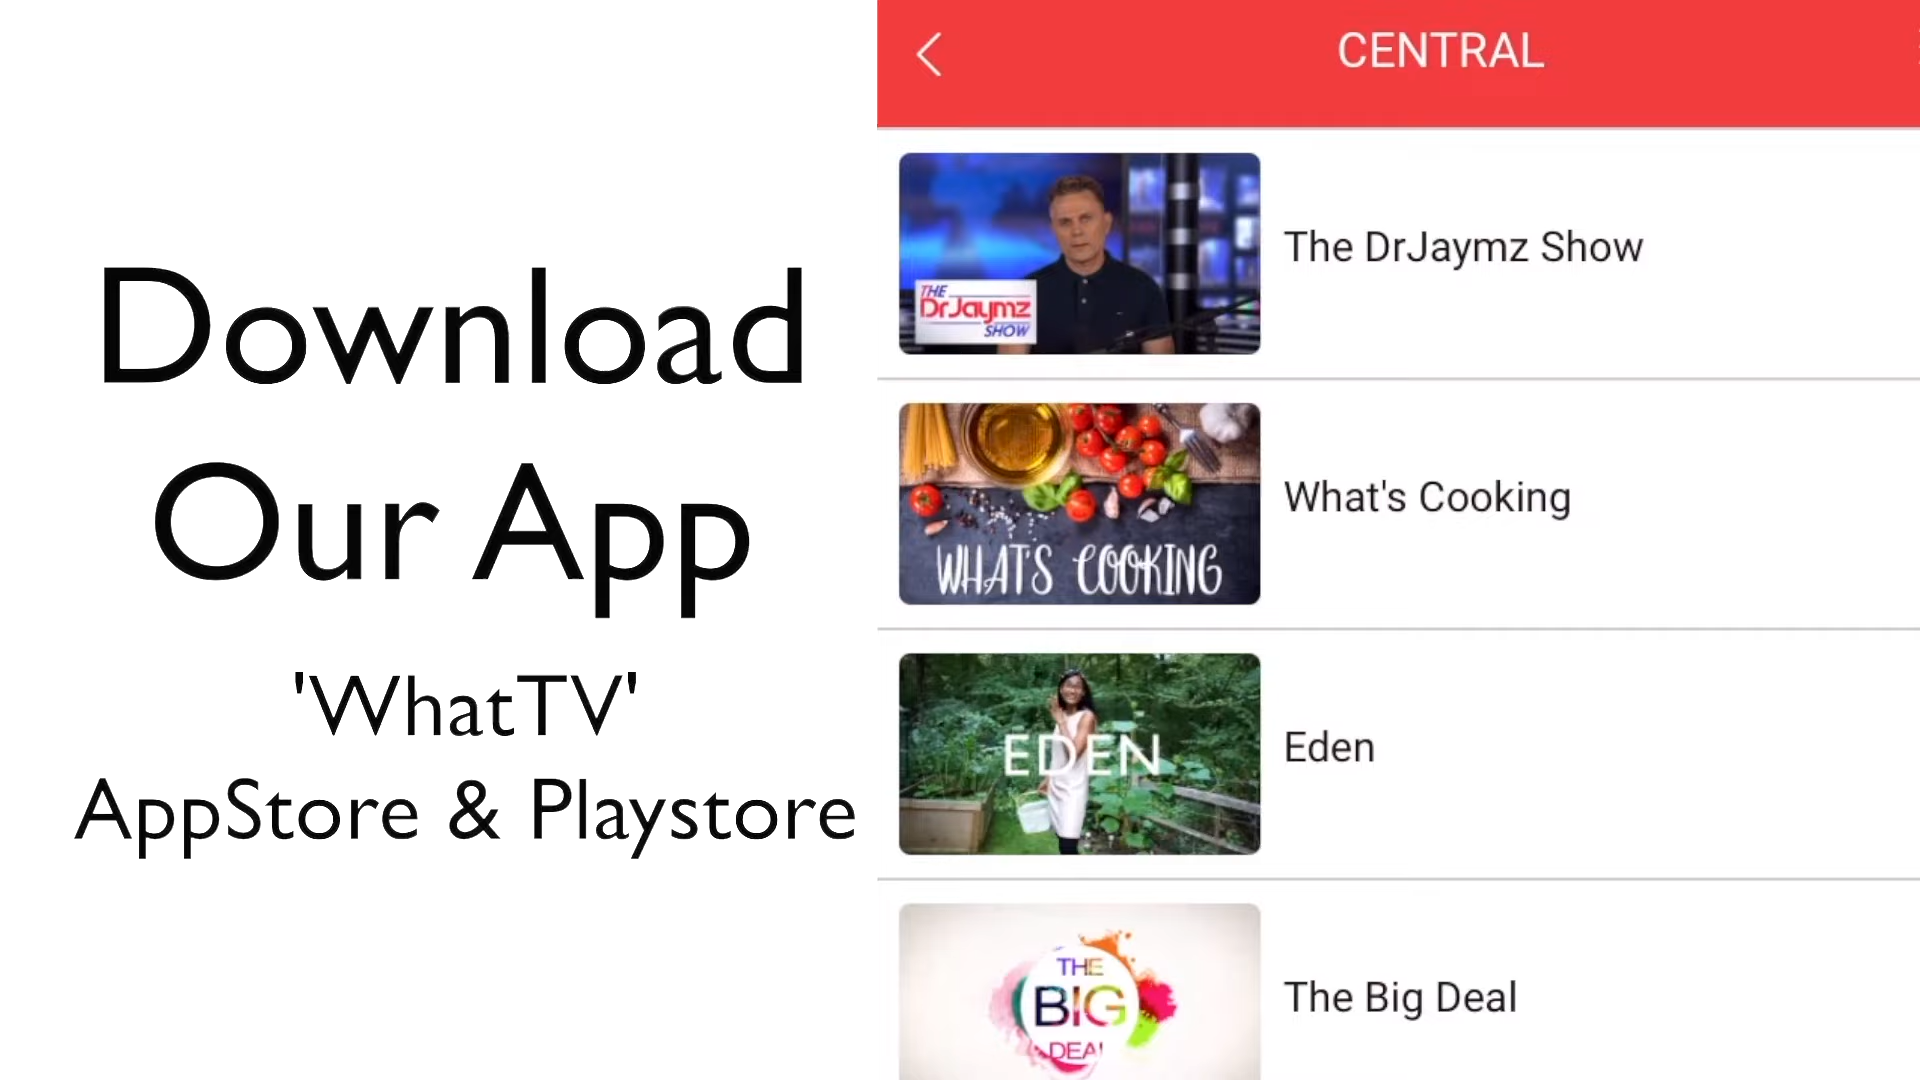 Download
Our App
'WhatTV'
AppStore & Playstore
CENTRAL
THE
DrJaymz
SHOW
The DrJaymz Show
WHAT'S COOKING
What's Cooking
EDEN
Eden
THE
BIG
DEAL
The Big Deal